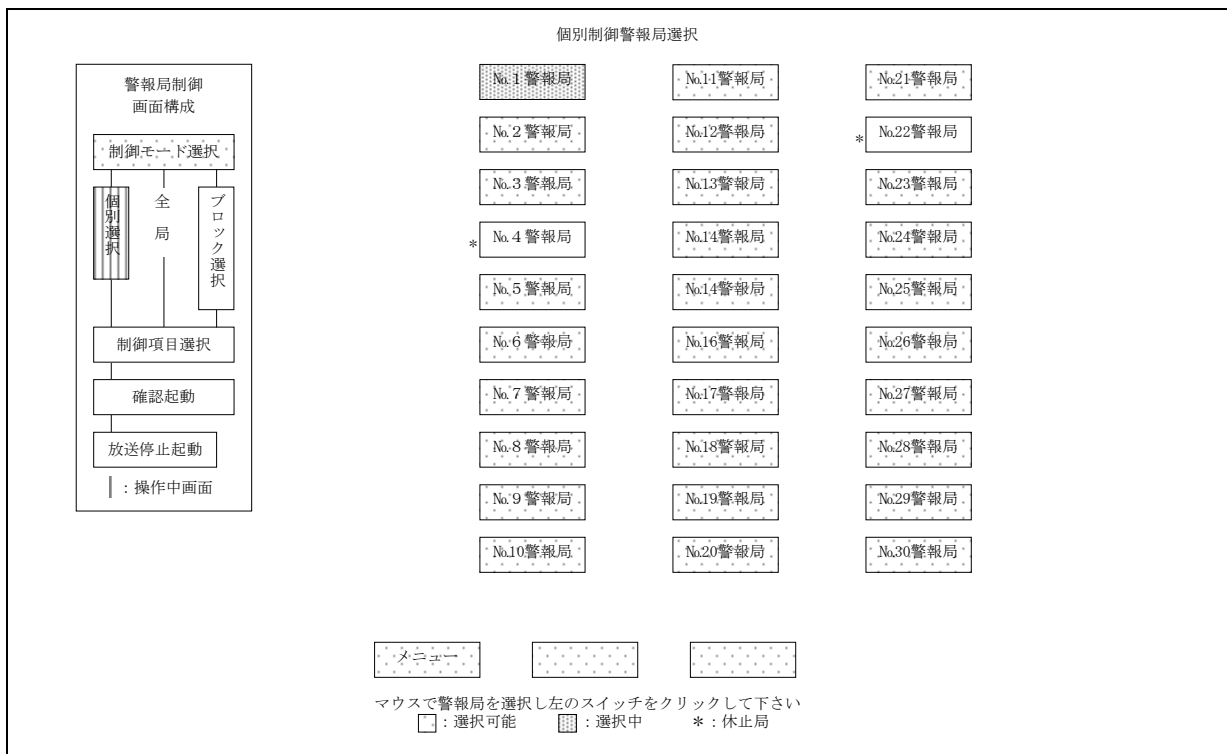 個別制御警報局選択
警報局制御
画面構成
制御モード選択
個別選択
全局
ブロック選択
制御項目選択
確認起動
放送停止起動
║：操作中画面
№1警報局
№2警報局
№3警報局
*
№4警報局
№5警報局
№6警報局
№7警報局
№8警報局
№9警報局
№10警報局
№11警報局
№12警報局
№13警報局
№14警報局
№14警報局
№16警報局
№17警報局
№18警報局
№19警報局
№20警報局
№21警報局
*
№22警報局
№23警報局
№24警報局
№25警報局
№26警報局
№27警報局
№28警報局
№29警報局
№30警報局
メニュー
マウスで警報局を選択し左のスイッチをクリックして下さい
：選択可能 ：選択中 *：休止局